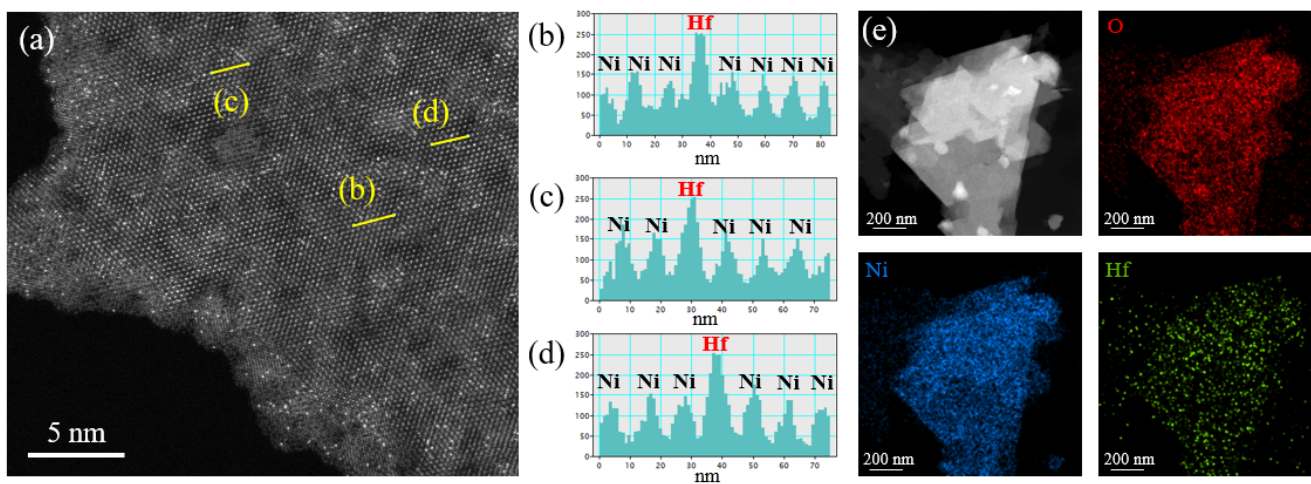 (a)
(c)
(d)
(b)
5 nm
(b)
Hf
Ni Ni Ni Ni Ni Ni Ni
300
250
200
150
100
50
0
0 10 20 30 40 50 60 70 80
nm
(c)
Hf
Ni Ni Ni Ni Ni
300
250
200
150
100
50
0
0 10 20 30 40 50 60 70
nm
(d)
Hf
Ni Ni Ni Ni Ni Ni
300
250
200
150
100
50
0
0 10 20 30 40 50 60 70
nm
(e)
200 nm
O
200 nm
Ni
200 nm
Hf
200 nm